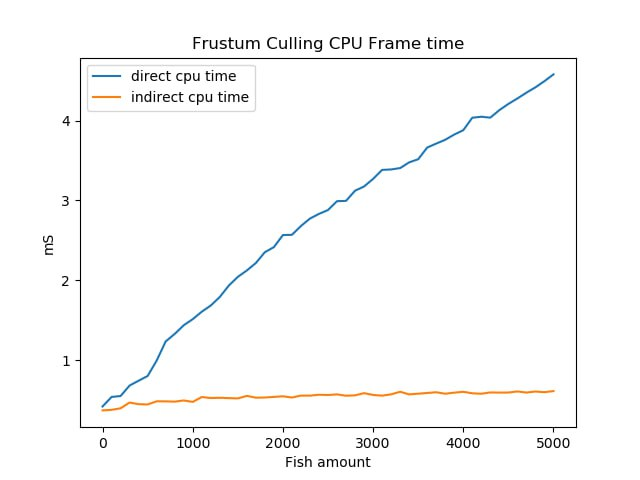 Frustum Culling CPU Frame time
direct cpu time
indirect cpu time
4
3
2
1
mS
0 1000 2000 3000 4000 5000
Fish amount